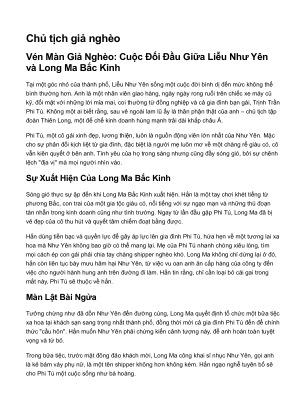 Chủ tịch giả nghèo
Vén Màn Giả Nghèo: Cuộc Đối Đầu Giữa Liễu Như Yên
và Long Ma Bắc Kinh
Tại một góc nhỏ của thành phố, Liễu Như Yên sống một cuộc đời bình dị đến mức không thể
bình thường hơn. Anh là một nhân viên giao hàng, ngày ngày rong ruổi trên chiếc xe máy cũ
kỹ, đối mặt với những lời mỉa mai, coi thường từ đồng nghiệp và cả gia đình bạn gái, Trịnh Trần
Phi Tú. Không một ai biết rằng, sau vẻ ngoài lam lũ ấy là thân phận thật của anh – chủ tịch tập
đoàn Thiên Long, một đế chế kinh doanh hùng mạnh trải dài khắp châu Á.
Phi Tú, một cô gái xinh đẹp, lương thiện, luôn là nguồn động viên lớn nhất của Như Yên. Mặc
cho sự phản đối kịch liệt từ gia đình, đặc biệt là người mẹ luôn mơ về một chàng rể giàu có, cô
vẫn kiên quyết ở bên anh. Tình yêu của họ trong sáng nhưng cũng đầy sóng gió, bởi sự chênh
lệch "địa vị" mà mọi người nhìn vào.
Sự Xuất Hiện Của Long Ma Bắc Kinh
Sóng gió thực sự ập đến khi Long Ma Bắc Kinh xuất hiện. Hắn là một tay chơi khét tiếng từ
phương Bắc, con trai của một gia tộc giàu có, nổi tiếng với sự ngạo mạn và những thủ đoạn
tàn nhẫn trong kinh doanh cũng như tình trường. Ngay từ lần đầu gặp Phi Tú, Long Ma đã bị
vẻ đẹp của cô thu hút và quyết tâm chiếm đoạt bằng được.
Hắn dùng tiền bạc và quyền lực để gây áp lực lên gia đình Phi Tú, hứa hẹn về một tương lai xa
hoa mà Như Yên không bao giờ có thể mang lại. Mẹ của Phi Tú nhanh chóng xiêu lòng, tìm
mọi cách ép con gái phải chia tay chàng shipper nghèo khó. Long Ma không chỉ dừng lại ở đó,
hắn còn liên tục bày mưu hãm hại Như Yên, từ việc vu oan anh ăn cắp hàng của công ty đến
việc cho người hành hung anh trên đường đi làm. Hắn tin rằng, chỉ cần loại bỏ cái gai trong
mắt này, Phi Tú sẽ thuộc về hắn.
Màn Lật Bài Ngửa
Tưởng chừng như đã dồn Như Yên đến đường cùng, Long Ma quyết định tổ chức một bữa tiệc
xa hoa tại khách sạn sang trọng nhất thành phố, đồng thời mời cả gia đình Phi Tú đến để chính
thức "cầu hôn". Hắn muốn Như Yên phải chứng kiến cảnh tượng này, để anh hoàn toàn tuyệt
vọng và từ bỏ.
Trong bữa tiệc, trước mặt đông đảo khách mời, Long Ma công khai sỉ nhục Như Yên, gọi anh
là kẻ bám váy phụ nữ, là một tên shipper không hơn không kém. Hắn ngạo nghễ tuyên bố sẽ
cho Phi Tú một cuộc sống như bà hoàng.